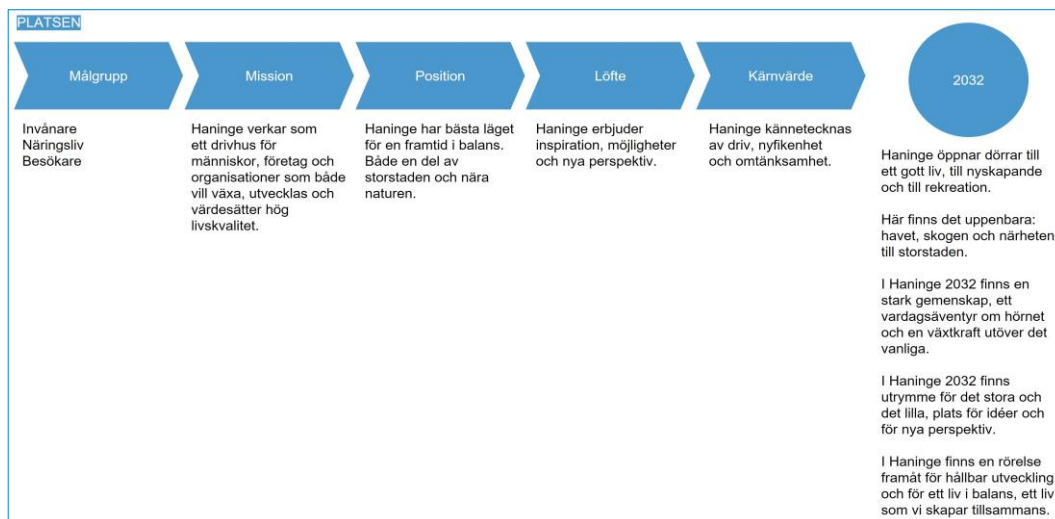 PLATSEN
Målgrupp
Mission
Position
Löfte
Kärnvärde
2032
Invånare
Näringsliv
Besökare
Haninge verkar som
ett drivhus för
människor, företag och
organisationer som både
vill växa, utvecklas och
värdesätter hög
livskvalitet.
Haninge har bästa läget
för en framtid i balans.
Både en del av
storstaden och nära
naturen.
Haninge erbjuder
inspiration, möjligheter
och nya perspektiv.
Haninge kännetecknas
av driv, nyfikenhet
och omtänksamhet.
Haninge öppnar dörrar till
ett gott liv, till nyskapande
och till rekreation.
Här finns det uppenbara:
havet, skogen och närheten
till storstaden.
I Haninge 2032 finns en
stark gemenskap, ett
vardagsäventyr om hörnet
och en växtkraft utöver det
vanliga.
I Haninge 2032 finns
utrymme för det stora och
det lilla, plats för idéer och
för nya perspektiv.
I Haninge finns en rörelse
framåt för hållbar utveckling
och för ett liv i balans, ett liv
som vi skapar tillsammans.